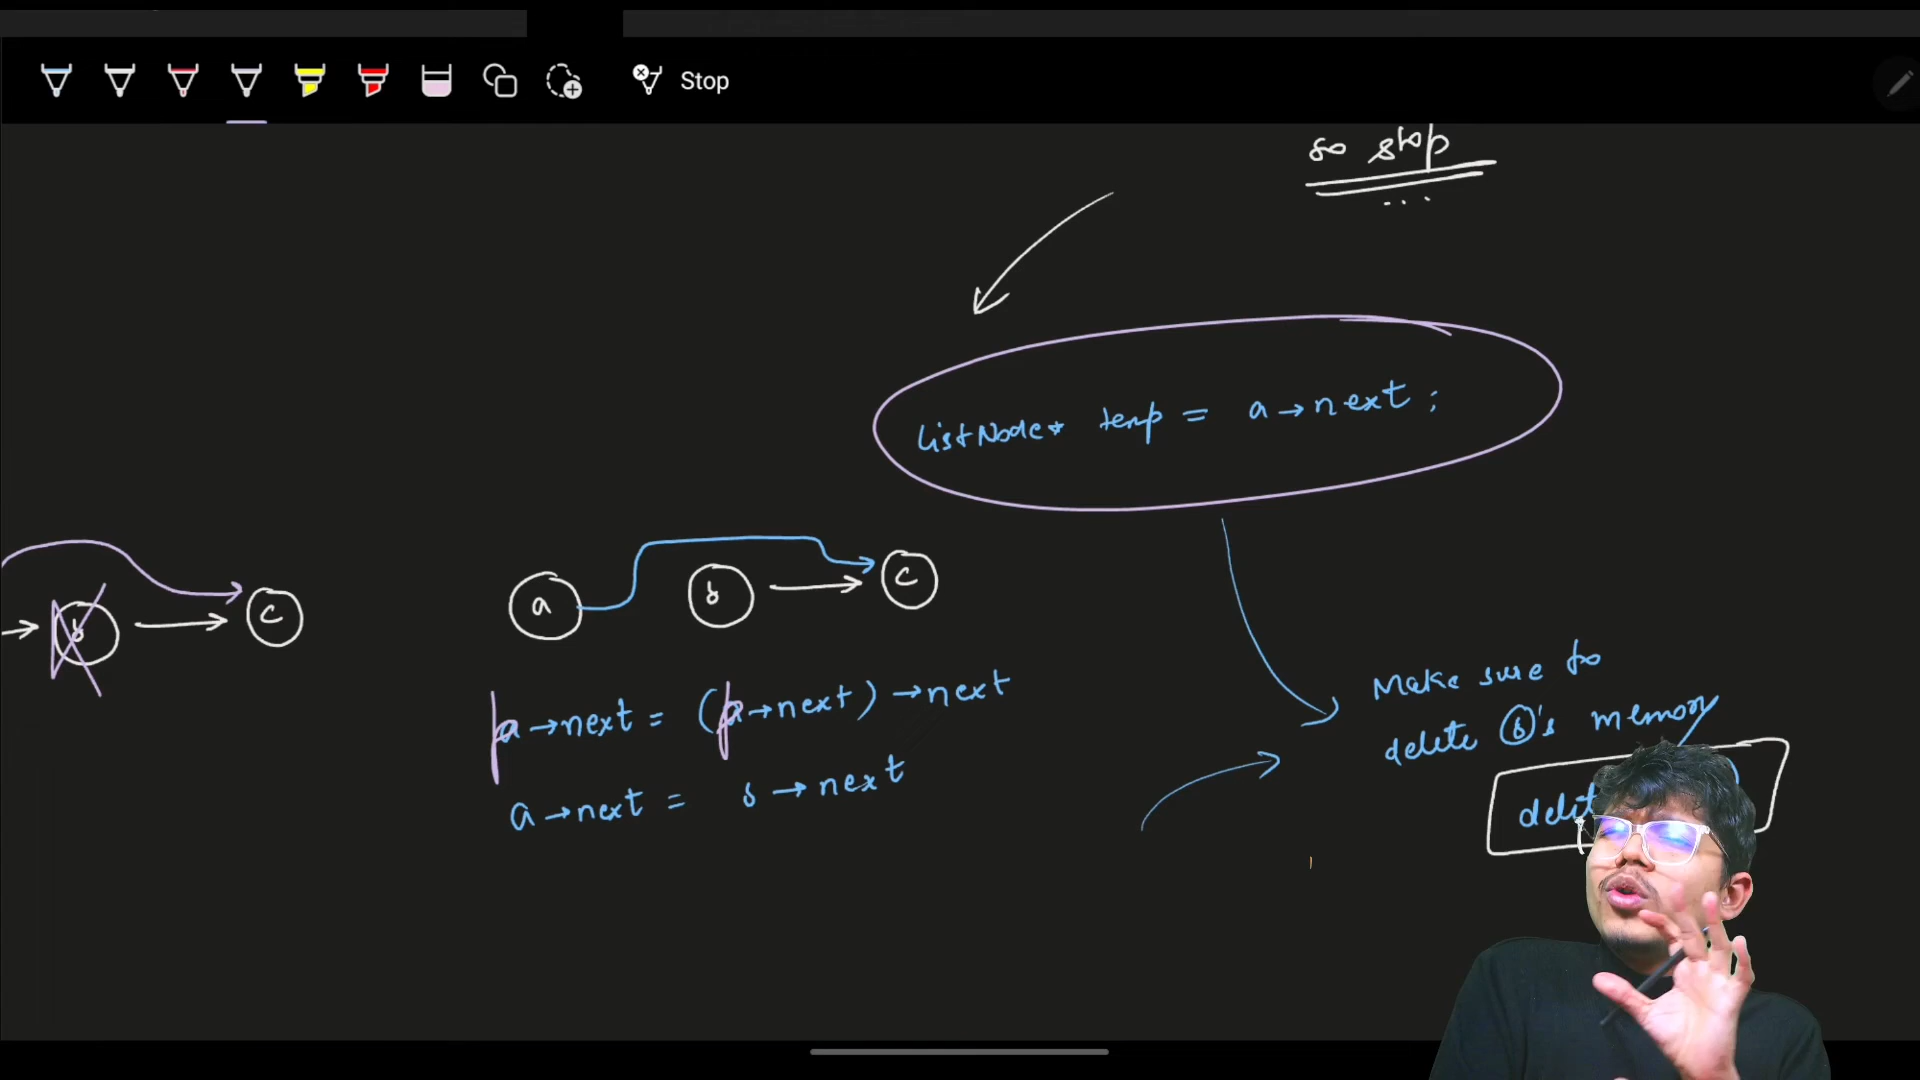 Stop
so stop
...
ListNode* temp = a→next;
b
c
a
b
c
a→next = (a→next)→next
a→next = b→next
Make sure to
delete ⓑ's memory